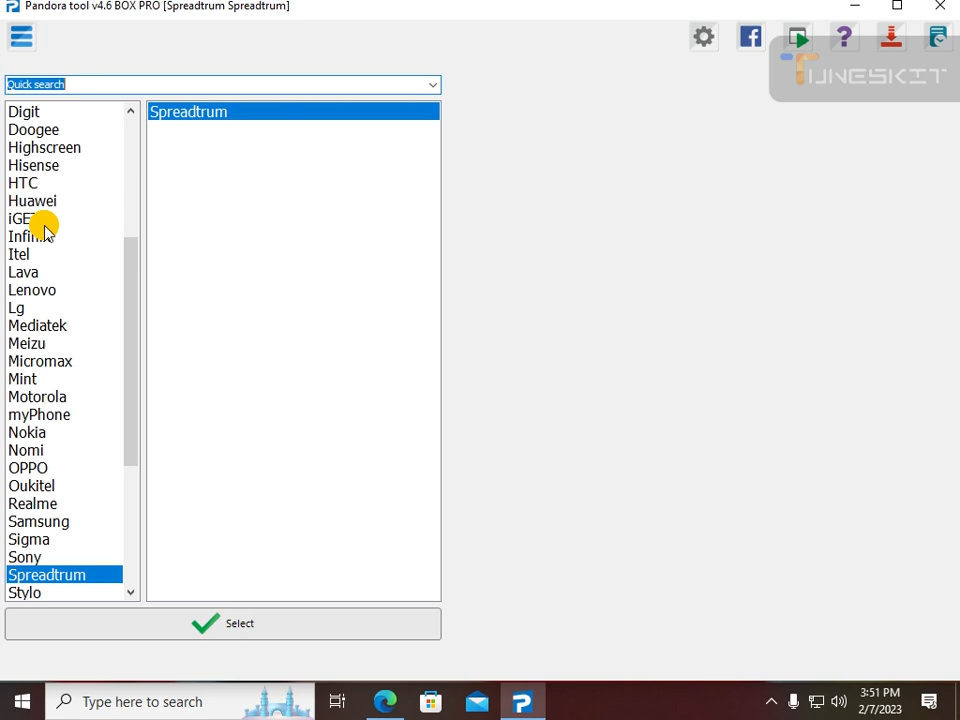 Pandora tool v4.6 BOX PRO [Spreadtrum Spreadtrum]
TUNESKIT
Quick search
Digit
Doogee
Highscreen
Hisense
HTC
Huawei
Itel
Lava
Lenovo
Lg
Mediatek
Meizu
Micromax
Mint
Motorola
myPhone
Nokia
Nomi
OPPO
Oukitel
Realme
Samsung
Sigma
Sony
Spreadtrum
Stylo
Spreadtrum
Select
Type here to search
3:51 PM
2/7/2023